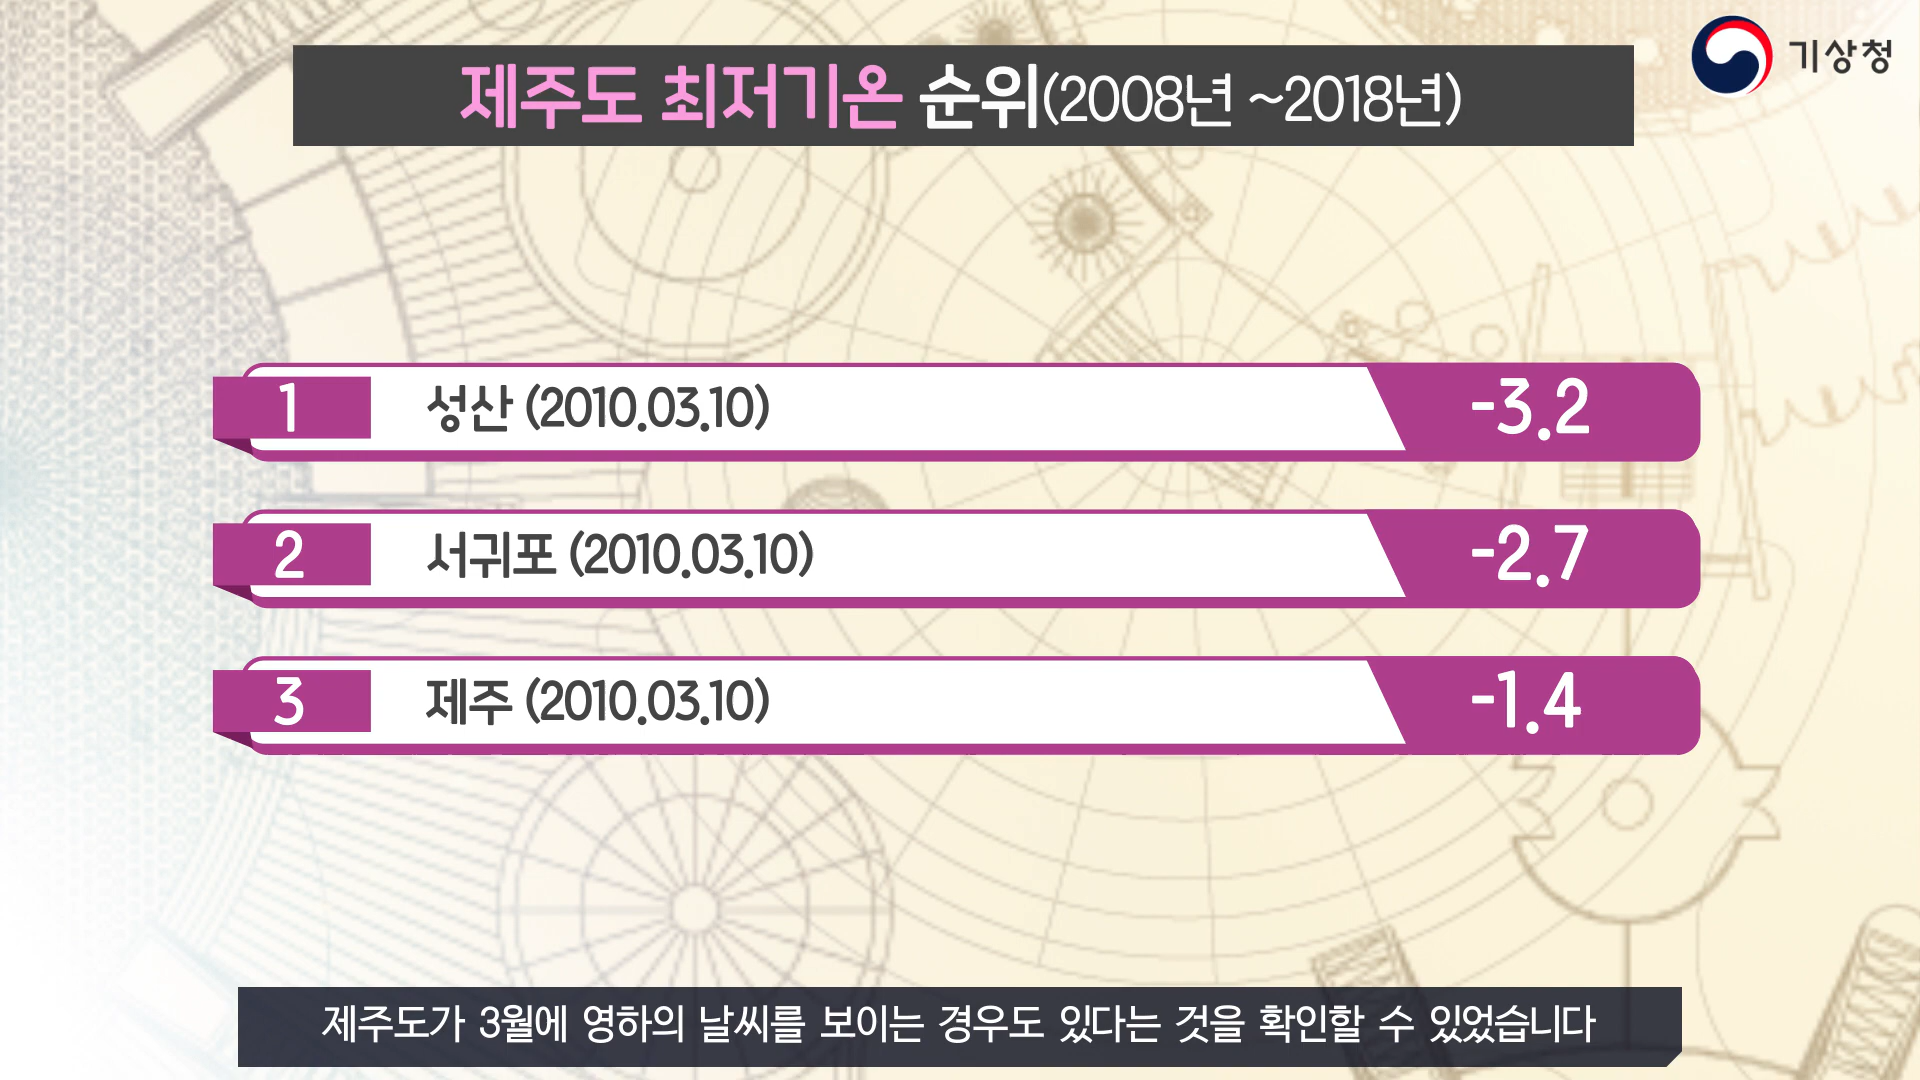 제주도 최저기온 순위(2008년 ~2018년)
기상청
1 성산 (2010.03.10) -3.2
2 서귀포 (2010.03.10) -2.7
3 제주 (2010.03.10) -1.4
제주도가 3월에 영하의 날씨를 보이는 경우도 있다는 것을 확인할 수 있었습니다